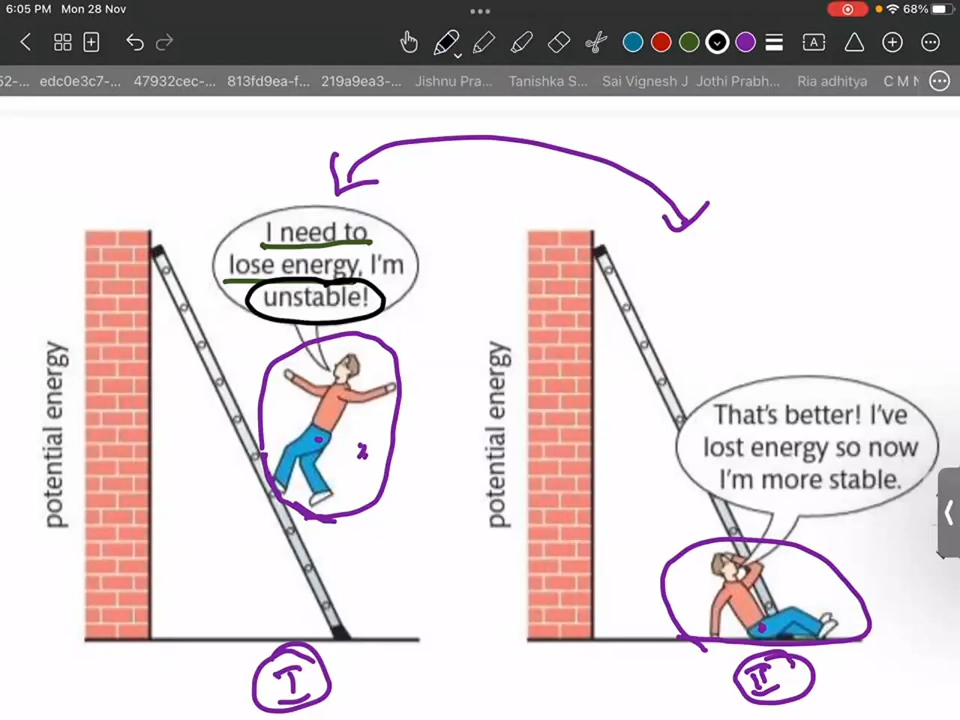 6:05 PM Mon 28 Nov
68%
52-...
edc0e3c7-...
47932cec-...
813fd9ea-f...
219a9ea3-...
Jishnu Pra...
Tanishka S...
Sai Vignesh J
Jothi Prabh...
Ria adhitya
C M N
A
I need to
lose energy, I'm
unstable!
potential energy
I
That's better! I've
lost energy so now
I'm more stable.
potential energy
II